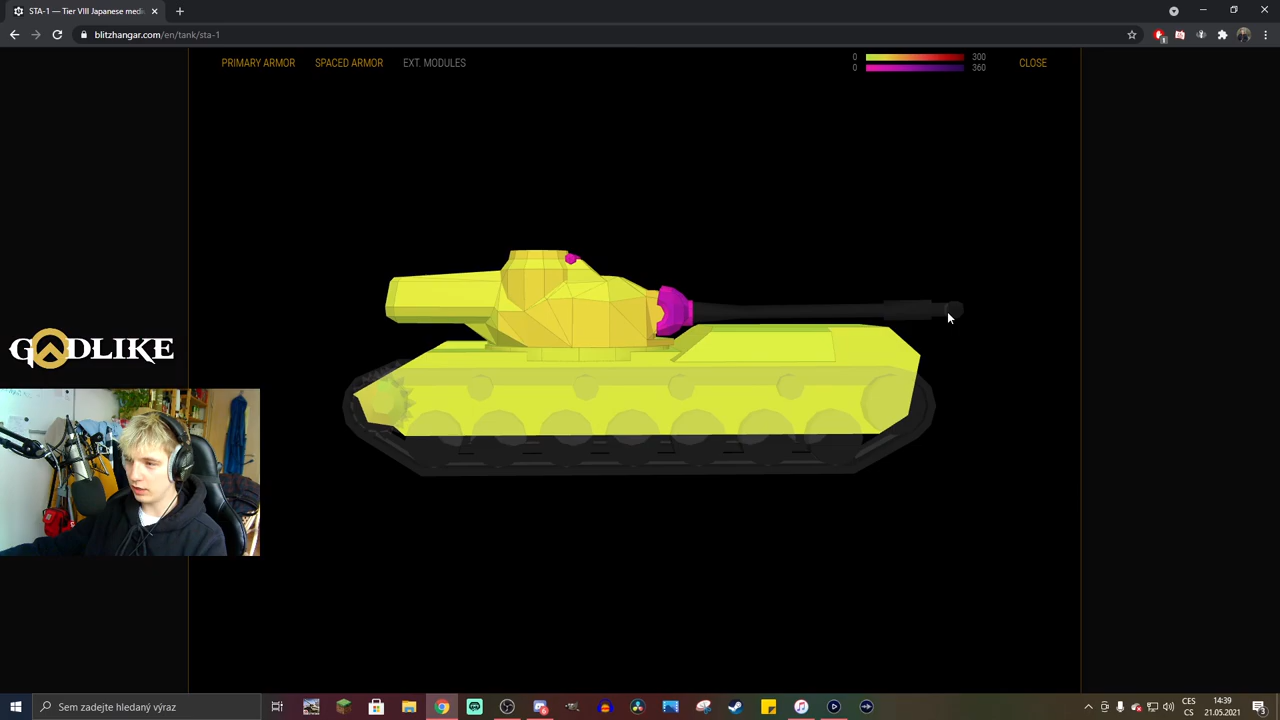 STA-1 — Tier VIII Japanese med
blitzhangar.com/en/tank/sta-1
1
PRIMARY ARMOR
SPACED ARMOR
EXT. MODULES
0
300
0
360
CLOSE
GODLIKE
Sem zadejte hledaný výraz
CES
CS
14:39
21.05.2021